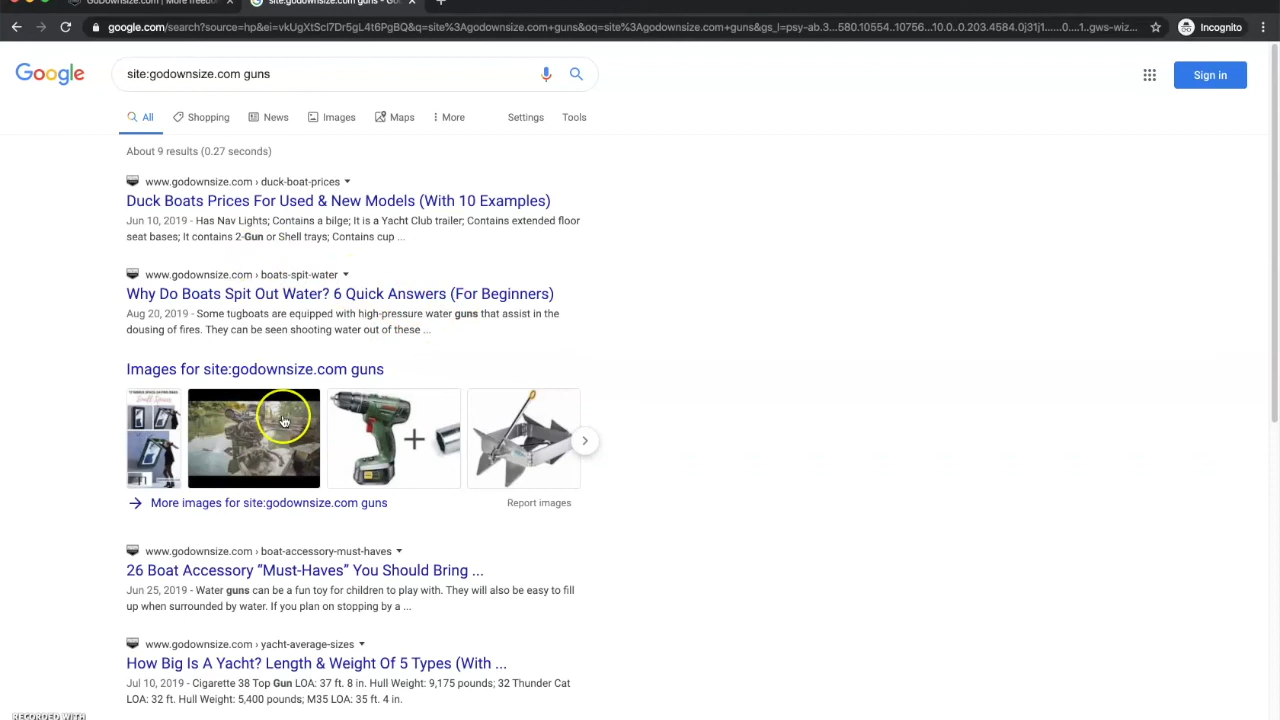 GoDownsize.com | More freedo
site:godownsize.com guns - Go
google.com/search?source=hp&ei=vkUgXtScI7Dr5gL4t6PgBQ&q=site%3Agodownsize.com+guns&oq=site%3Agodownsize.com+guns&gs_l=psy-ab.3...580.10554..10756...10.0..0.203.4584.0j31j1......0....1..gws-wiz...
Incognito
Google
site:godownsize.com guns
Sign in
All
Shopping
News
Images
Maps
More
Settings
Tools
About 9 results (0.27 seconds)
www.godownsize.com › duck-boat-prices
Duck Boats Prices For Used & New Models (With 10 Examples)
Jun 10, 2019 - Has Nav Lights; Contains a bilge; It is a Yacht Club trailer; Contains extended floor
seat bases; It contains 2-Gun or Shell trays; Contains cup ...
www.godownsize.com › boats-spit-water
Why Do Boats Spit Out Water? 6 Quick Answers (For Beginners)
Aug 20, 2019 - Some tugboats are equipped with high-pressure water guns that assist in the
dousing of fires. They can be seen shooting water out of these ...
Images for site:godownsize.com guns
More images for site:godownsize.com guns
Report images
www.godownsize.com › boat-accessory-must-haves
26 Boat Accessory “Must-Haves” You Should Bring ...
Jun 25, 2019 - Water guns can be a fun toy for children to play with. They will also be easy to fill
up when surrounded by water. If you plan on stopping by a ...
www.godownsize.com › yacht-average-sizes
How Big Is A Yacht? Length & Weight Of 5 Types (With ...
Jul 10, 2019 - Cigarette 38 Top Gun LOA: 37 ft. 8 in. Hull Weight: 9,175 pounds; 32 Thunder Cat
LOA: 32 ft. Hull Weight: 5,400 pounds; M35 LOA: 35 ft. 4 in.
RECORDED WITH